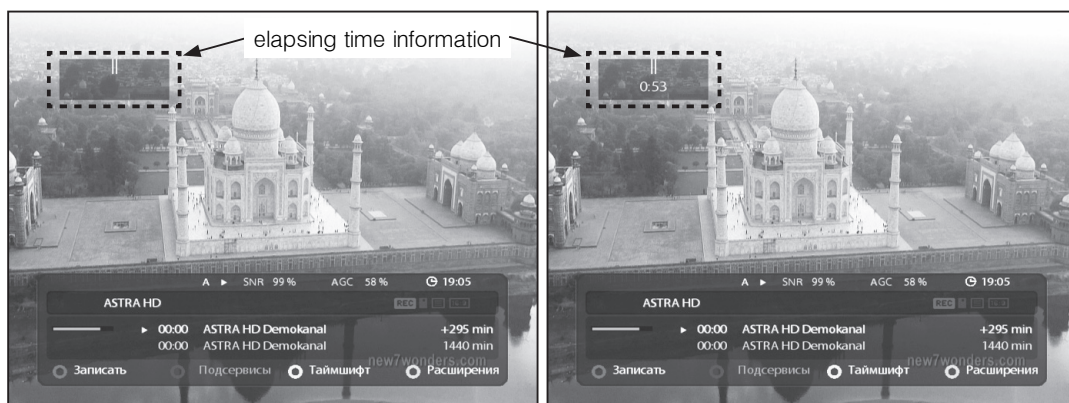 elapsing time information
A ► SNR 99 % AGC 58 % 19:05
ASTRA HD REC
00:00 ASTRA HD Demokanal +295 min
00:00 ASTRA HD Demokanal 1440 min
new7wonders.com
Записать Подсервисы Таймшифт Расширения
0:53
A ► SNR 99 % AGC 58 % 19:05
ASTRA HD REC
00:00 ASTRA HD Demokanal +295 min
00:00 ASTRA HD Demokanal 1440 min
new7wonders.com
Записать Подсервисы Таймшифт Расширения